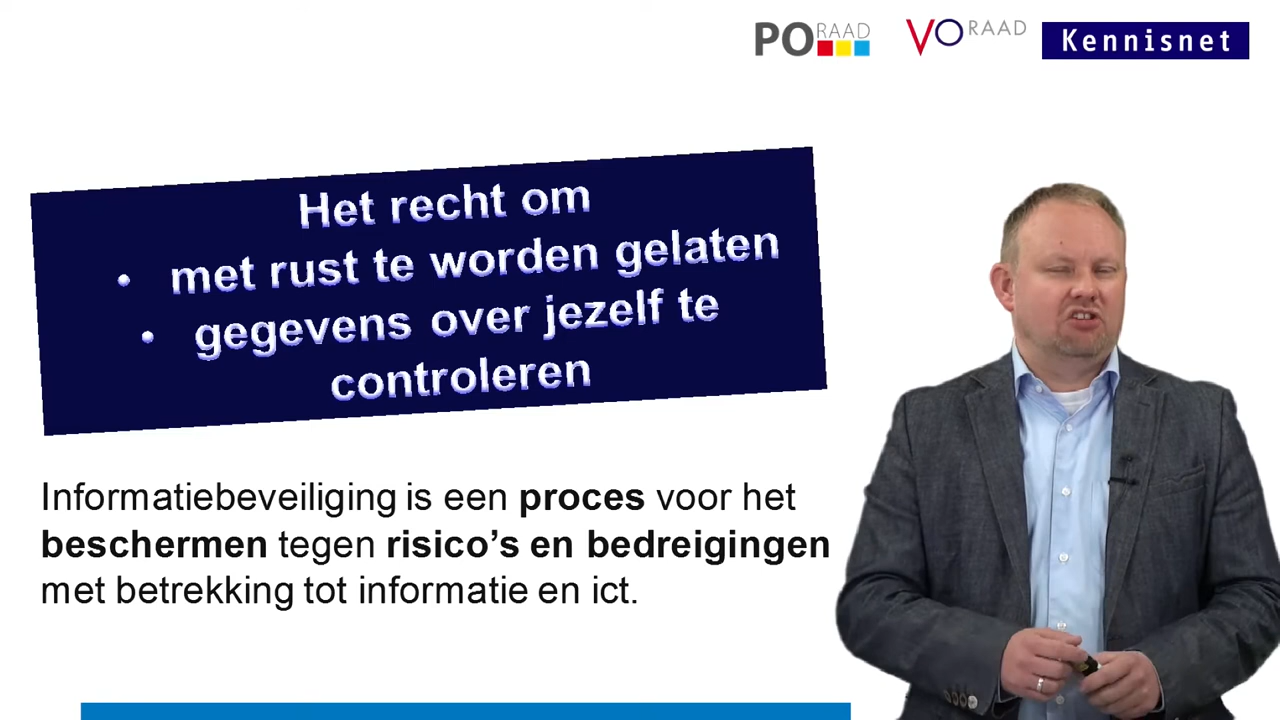 PO RAAD
VO RAAD
Kennisnet
Het recht om
• met rust te worden gelaten
• gegevens over jezelf te
controleren
Informatiebeveiliging is een proces voor het
beschermen tegen risico’s en bedreigingen
met betrekking tot informatie en ict.